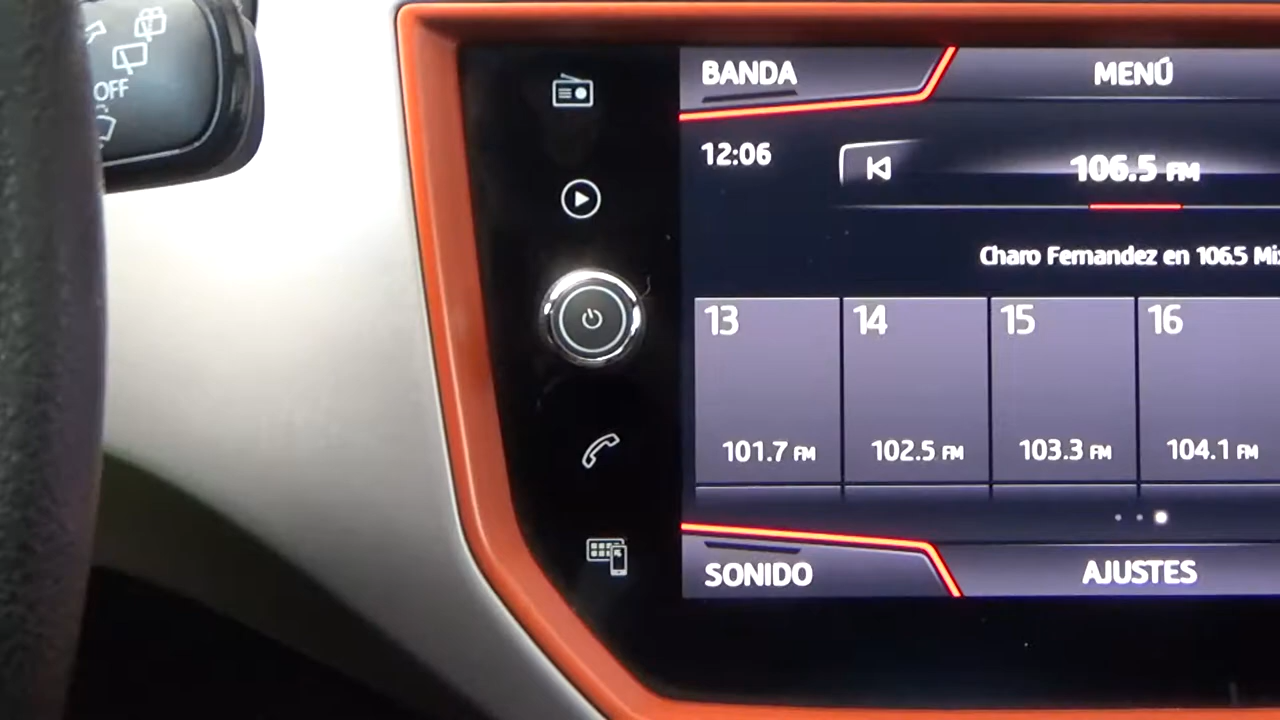 OFF
BANDA
MENÚ
12:06
106.5 FM
Charo Fernandez en 106.5 Mix
13
14
15
16
101.7 FM
102.5 FM
103.3 FM
104.1 FM
SONIDO
AJUSTES